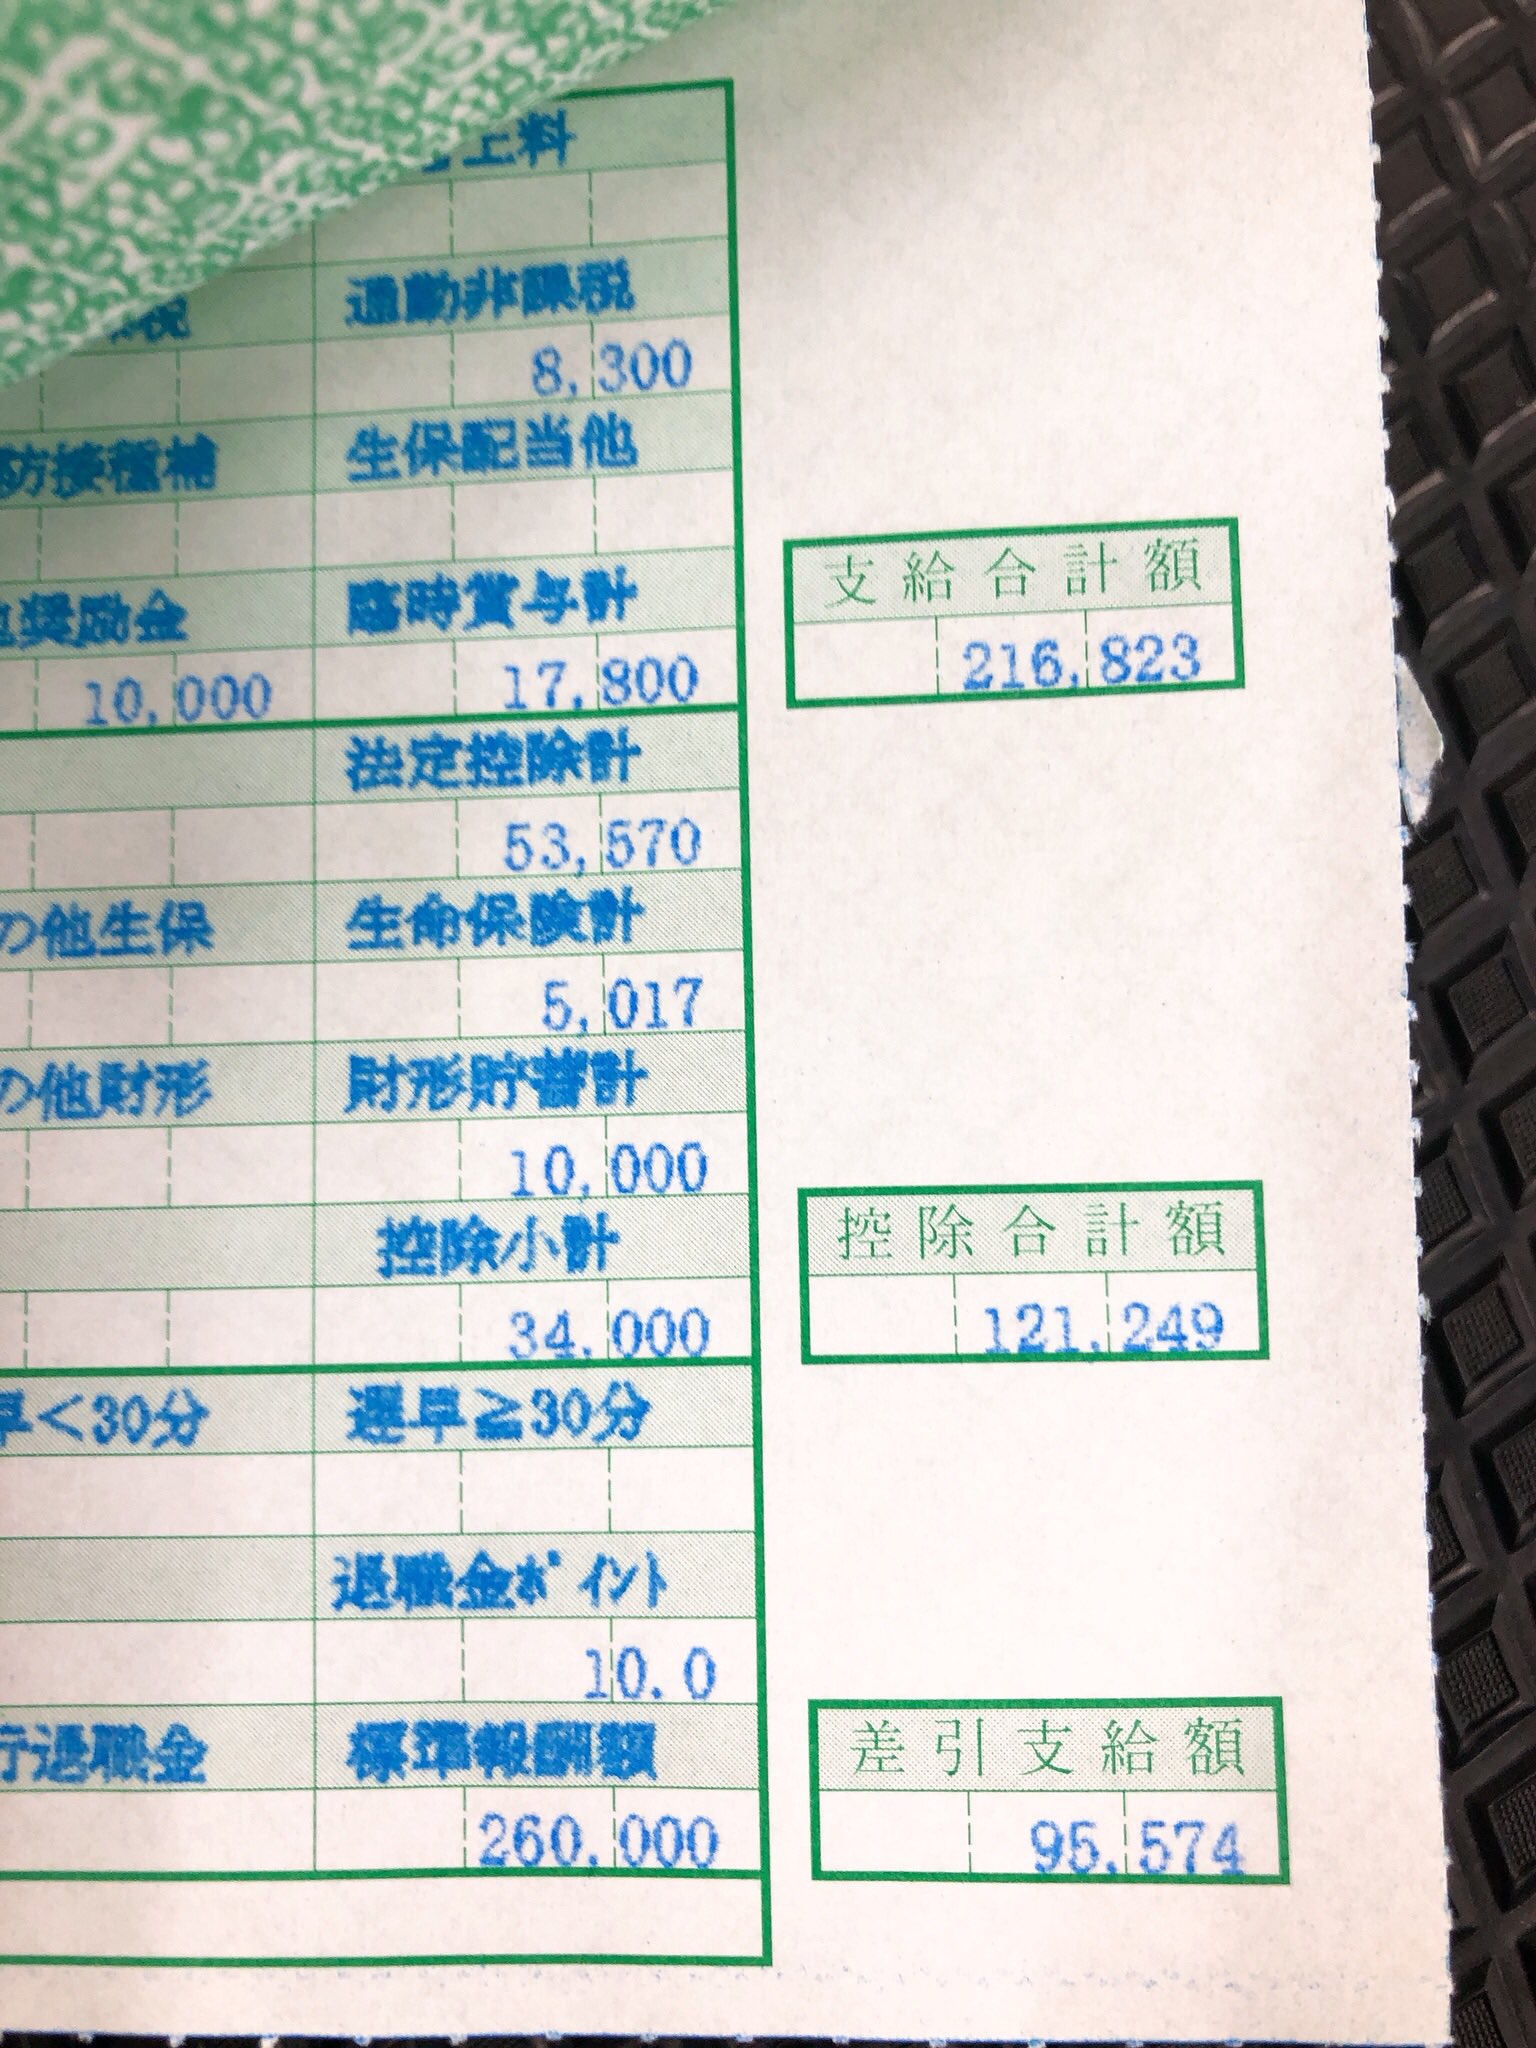 上料
税
通勤非課税
8,300
防接種補
生保配当他
奨励金
臨時賞与計
10,000
17,800
支給合計額
216,823
法定控除計
53,570
の他生保
生命保険計
5,017
の他財形
財形貯蓄計
10,000
控除小計
34,000
控除合計額
121,249
早<30分
遅早≧30分
退職金ポイント
10.0
行退職金
標準報酬額
260,000
差引支給額
95,574